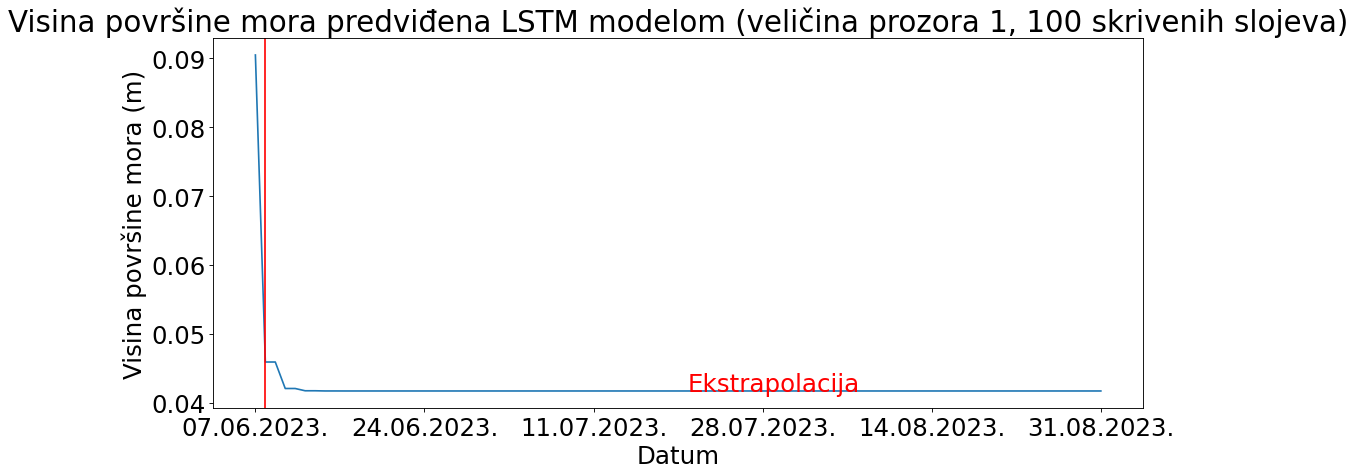 Visina površine mora predviđena LSTM modelom (veličina prozora 1, 100 skrivenih slojeva)
Visina površine mora (m)
0.09
0.08
0.07
0.06
0.05
0.04
Ekstrapolacija
07.06.2023. 24.06.2023. 11.07.2023. 28.07.2023. 14.08.2023. 31.08.2023.
Datum